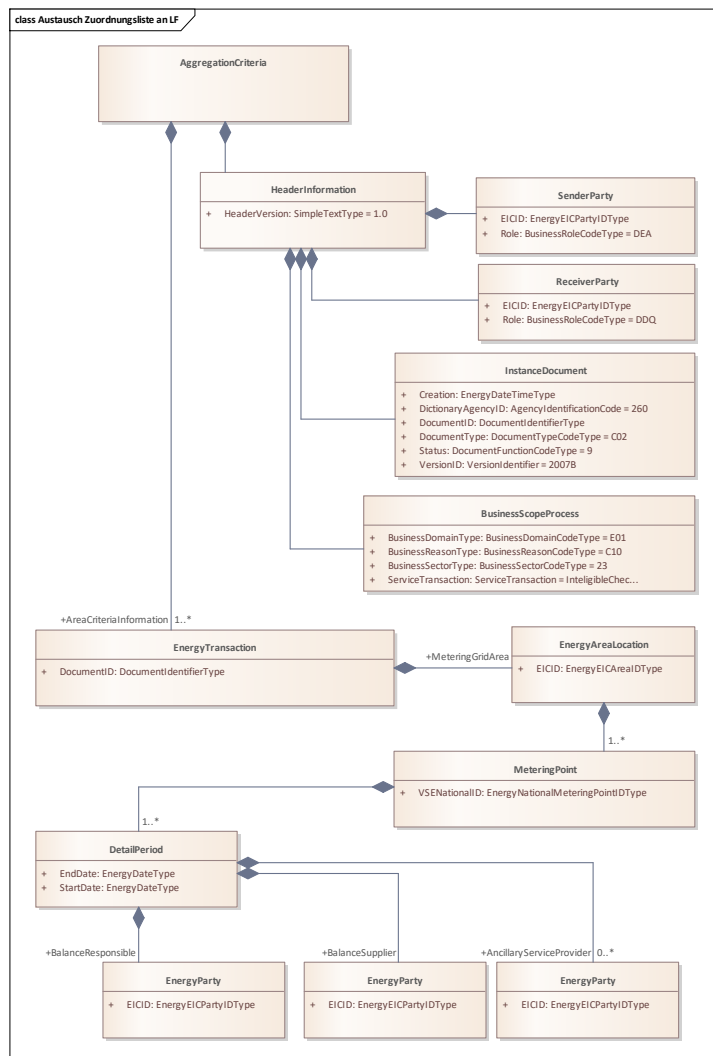 class Austausch Zuordnungsliste an LF
AggregationCriteria
HeaderInformation
+ HeaderVersion: SimpleTextType = 1.0
SenderParty
+ EICID: EnergyEICPartyIDType
+ Role: BusinessRoleCodeType = DEA
ReceiverParty
+ EICID: EnergyEICPartyIDType
+ Role: BusinessRoleCodeType = DDQ
InstanceDocument
+ Creation: EnergyDateTimeType
+ DictionaryAgencyID: AgencyIdentificationCode = 260
+ DocumentID: DocumentIdentifierType
+ DocumentType: DocumentTypeCodeType = C02
+ Status: DocumentFunctionCodeType = 9
+ VersionID: VersionIdentifier = 2007B
BusinessScopeProcess
+ BusinessDomainType: BusinessDomainCodeType = E01
+ BusinessReasonType: BusinessReasonCodeType = C10
+ BusinessSectorType: BusinessSectorCodeType = 23
+ ServiceTransaction: ServiceTransaction = InteligibleChec...
+AreaCriteriaInformation 1..*
EnergyTransaction
+ DocumentID: DocumentIdentifierType
+MeteringGridArea
EnergyAreaLocation
+ EICID: EnergyEICAreaIDType
1..*
MeteringPoint
+ VSENationalID: EnergyNationalMeteringPointIDType
1..*
DetailPeriod
+ EndDate: EnergyDateType
+ StartDate: EnergyDateType
+BalanceResponsible
+BalanceSupplier
+AncillaryServiceProvider 0..*
EnergyParty
+ EICID: EnergyEICPartyIDType
EnergyParty
+ EICID: EnergyEICPartyIDType
EnergyParty
+ EICID: EnergyEICPartyIDType